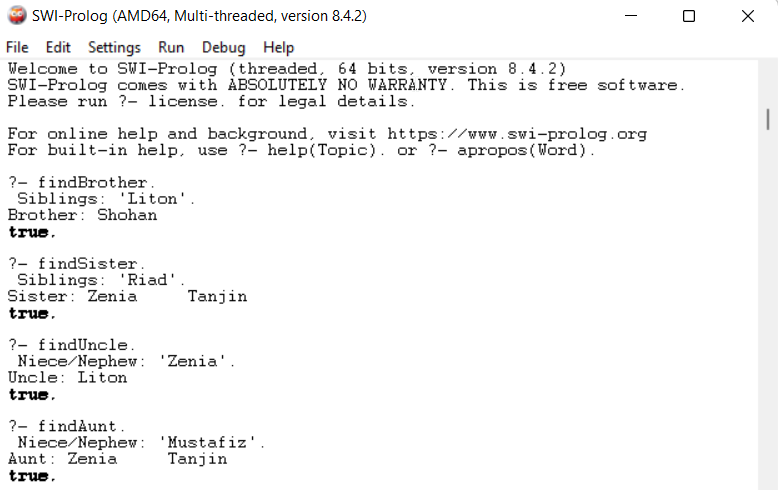 SWI-Prolog (AMD64, Multi-threaded, version 8.4.2)
File Edit Settings Run Debug Help
Welcome to SWI-Prolog (threaded, 64 bits, version 8.4.2)
SWI-Prolog comes with ABSOLUTELY NO WARRANTY. This is free software.
Please run ?- license. for legal details.
For online help and background, visit https://www.swi-prolog.org
For built-in help, use ?- help(Topic). or ?- apropos(Word).
?- findBrother.
Siblings: 'Liton'.
Brother: Shohan
true.
?- findSister.
Siblings: 'Riad'.
Sister: Zenia Tanjin
true.
?- findUncle.
Niece/Nephew: 'Zenia'.
Uncle: Liton
true.
?- findAunt.
Niece/Nephew: 'Mustafiz'.
Aunt: Zenia Tanjin
true.